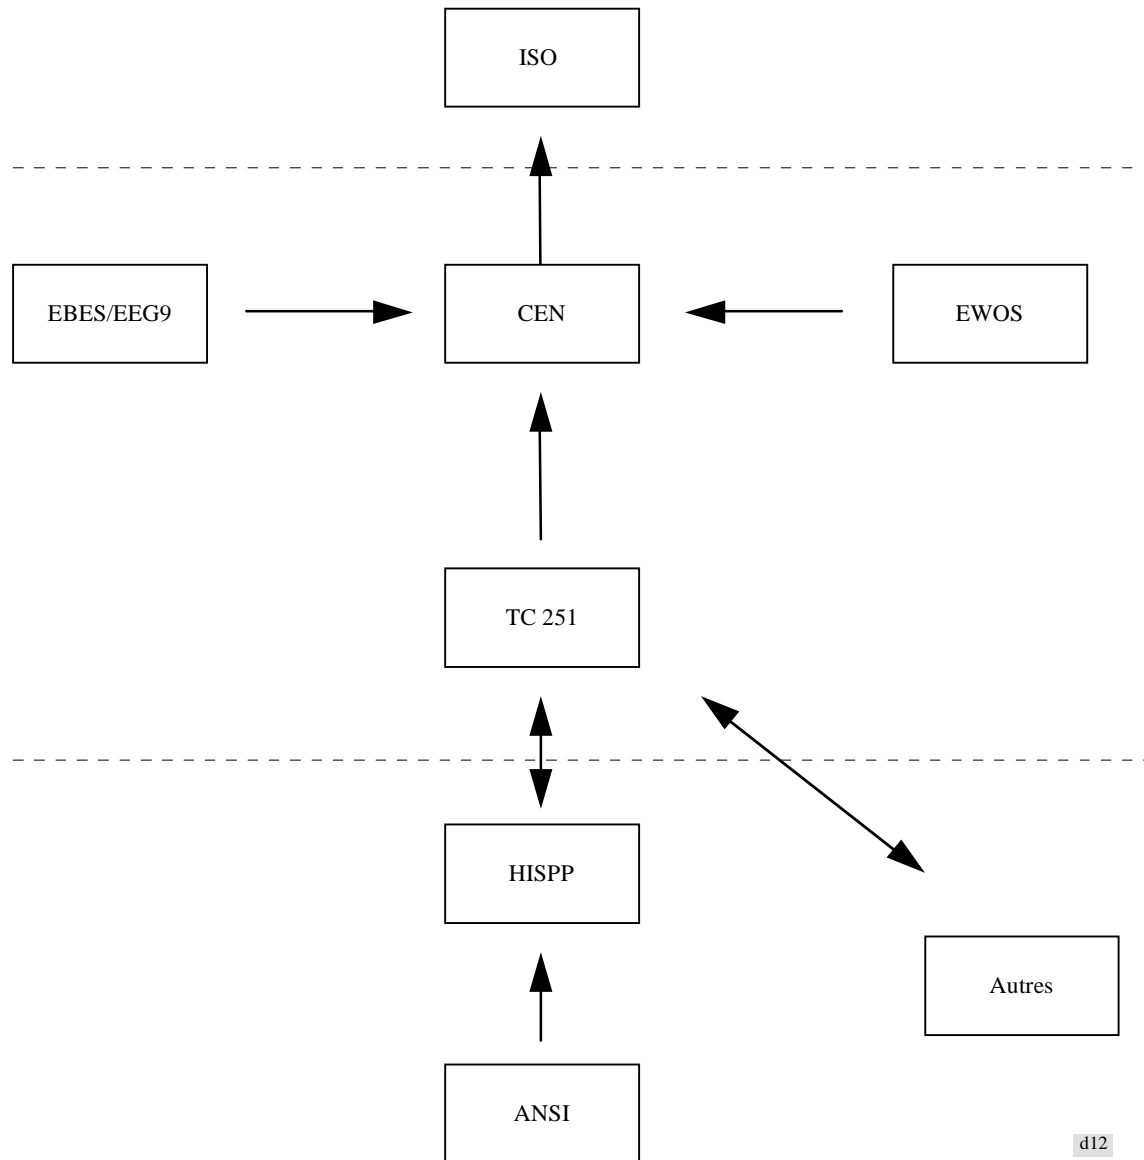 ISO
EBES/EEG9
CEN
EWOS
TC 251
HISPP
Autres
ANSI
d12